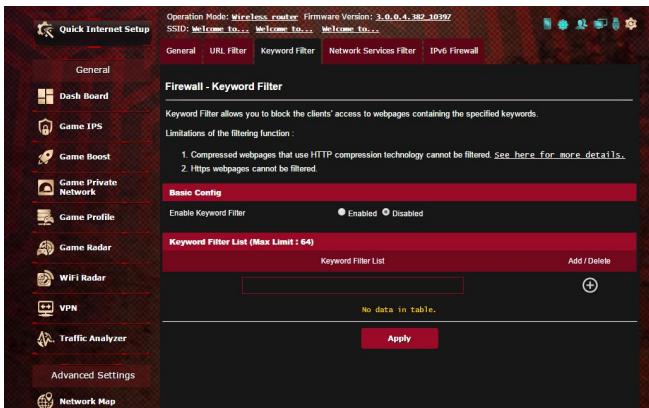 Quick Internet Setup
Operation Mode: Wireless router Firmware Version: 3.0.0.4.382_10397
SSID: Welcome to... Welcome to... Welcome to...
General URL Filter Keyword Filter Network Services Filter IPv6 Firewall
General
Dash Board
Game IPS
Game Boost
Game Private
Network
Game Profile
Game Radar
WiFi Radar
VPN
Traffic Analyzer
Advanced Settings
Network Map
Firewall - Keyword Filter
Keyword Filter allows you to block the clients' access to webpages containing the specified keywords.
Limitations of the filtering function :
1. Compressed webpages that use HTTP compression technology cannot be filtered. See here for more details.
2. Https webpages cannot be filtered.
Basic Config
Enable Keyword Filter Enabled Disabled
Keyword Filter List (Max Limit : 64)
Keyword Filter List Add / Delete
No data in table.
Apply